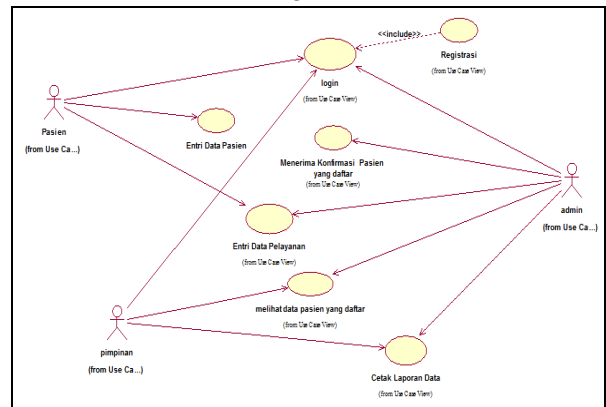 <<include>>
Registrasi
(from Use Case View)
login
(from Use Case View)
Pasien
(from Use Ca...)
Entri Data Pasien
Menerima Konfirmasi Pasien
yang daftar
(from Use Case View)
admin
(from Use Ca...)
Entri Data Pelayanan
(from Use Case View)
melihat data pasien yang daftar
(from Use Case View)
pimpinan
(from Use Ca...)
Cetak Laporan Data
(from Use Case View)